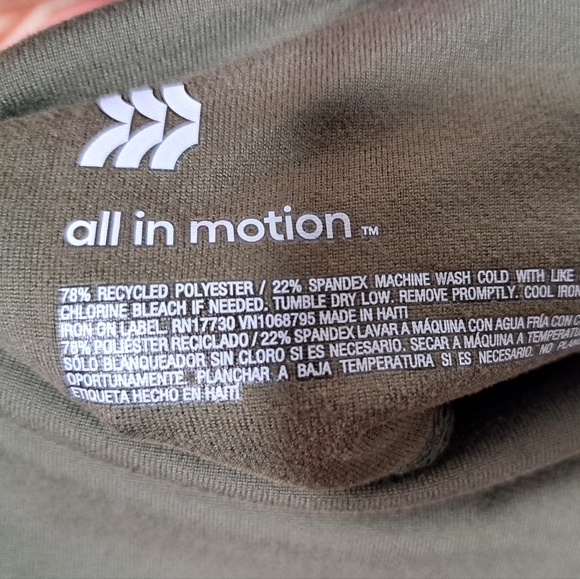 all in motion™
78% RECYCLED POLYESTER / 22% SPANDEX MACHINE WASH COLD WITH LIKE
CHLORINE BLEACH IF NEEDED. TUMBLE DRY LOW. REMOVE PROMPTLY. COOL IRON
IRON ON LABEL. RN17730 VN1068795 MADE IN HAITI
78% POLIESTER RECICLADO / 22% SPANDEX LAVAR A MÁQUINA CON AGUA FRÍA CON
SOLO BLANQUEADOR SIN CLORO SI ES NECESARIO. SECAR A MÁQUINA A
OPORTUNAMENTE. PLANCHAR A BAJA TEMPERATURA SI ES NECESARIO. NO
ETIQUETA HECHO EN HAITÍ